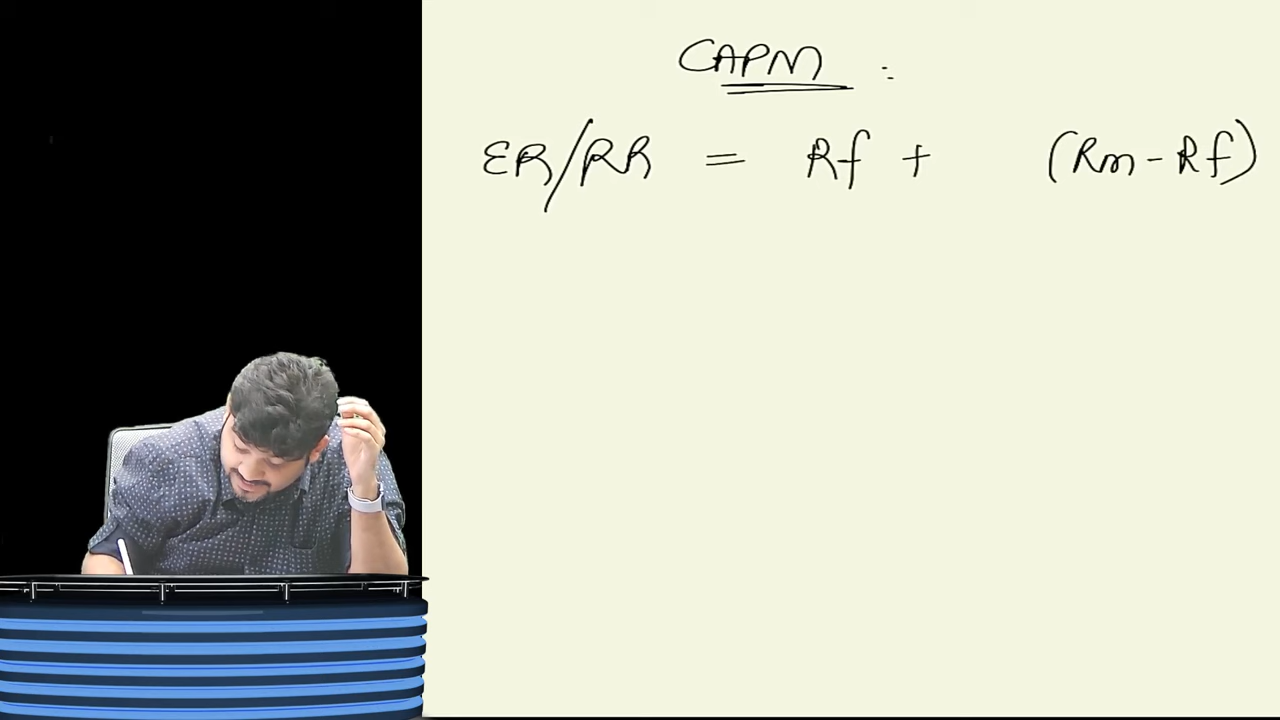 CAPM :
ER/RR = Rf + (Rm - Rf)